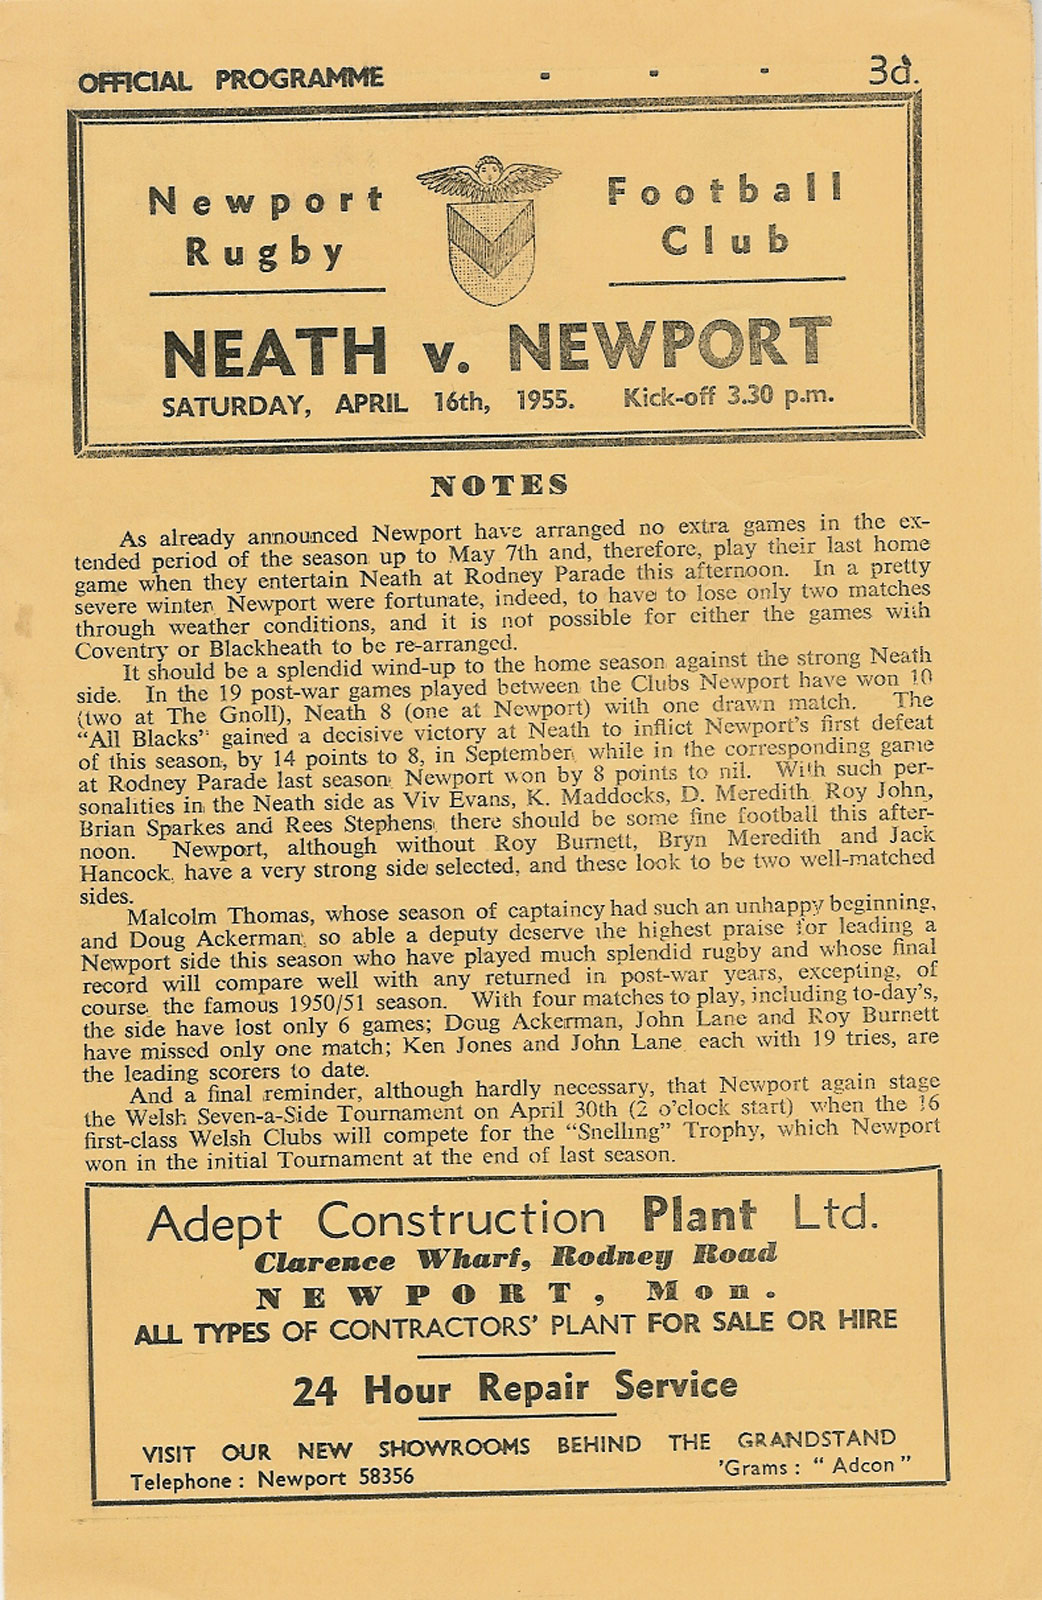 OFFICIAL PROGRAMME - - - 3d.
Newport Football
Rugby Club
NEATH v. NEWPORT
SATURDAY, APRIL 16th, 1955. Kick-off 3.30 p.m.
NOTES
As already announced Newport have arranged no extra games in the ex-
tended period of the season up to May 7th and, therefore, play their last home
game when they entertain Neath at Rodney Parade this afternoon. In a pretty
severe winter, Newport were fortunate, indeed, to have to lose only two matches
through weather conditions, and it is not possible for either the games with
Coventry or Blackheath to be re-arranged.
It should be a splendid wind-up to the home season against the strong Neath
side. In the 19 post-war games played between the Clubs Newport have won 10
(two at The Gnoll), Neath 8 (one at Newport) with one drawn match. The
"All Blacks" gained a decisive victory at Neath to inflict Newport's first defeat
of this season, by 14 points to 8, in September, while in the corresponding game
at Rodney Parade last season, Newport won by 8 points to nil. With such per-
sonalities in the Neath side as Viv Evans, K. Maddocks, D. Meredith, Roy John,
Brian Sparkes and Rees Stephens, there should be some fine football this after-
noon. Newport, although without Roy Burnett, Bryn Meredith and Jack
Hancock, have a very strong side selected, and these look to be two well-matched
sides.
Malcolm Thomas, whose season of captaincy had such an unhappy beginning,
and Doug Ackerman, so able a deputy deserve the highest praise for leading a
Newport side this season who have played much splendid rugby and whose final
record will compare well with any returned in post-war years, excepting, of
course, the famous 1950/51 season. With four matches to play, including to-day's,
the side have lost only 6 games; Doug Ackerman, John Lane and Roy Burnett
have missed only one match; Ken Jones and John Lane each with 19 tries, are
the leading scorers to date.
And a final reminder, although hardly necessary, that Newport again stage
the Welsh Seven-a-Side Tournament on April 30th (2 o'clock start) when the 16
first-class Welsh Clubs will compete for the "Snelling" Trophy, which Newport
won in the initial Tournament at the end of last season.
Adept Construction Plant Ltd.
Clarence Wharf, Rodney Road
NEWPORT, Mon.
ALL TYPES OF CONTRACTORS' PLANT FOR SALE OR HIRE
24 Hour Repair Service
VISIT OUR NEW SHOWROOMS BEHIND THE GRANDSTAND
Telephone: Newport 58356 'Grams: "Adcon"